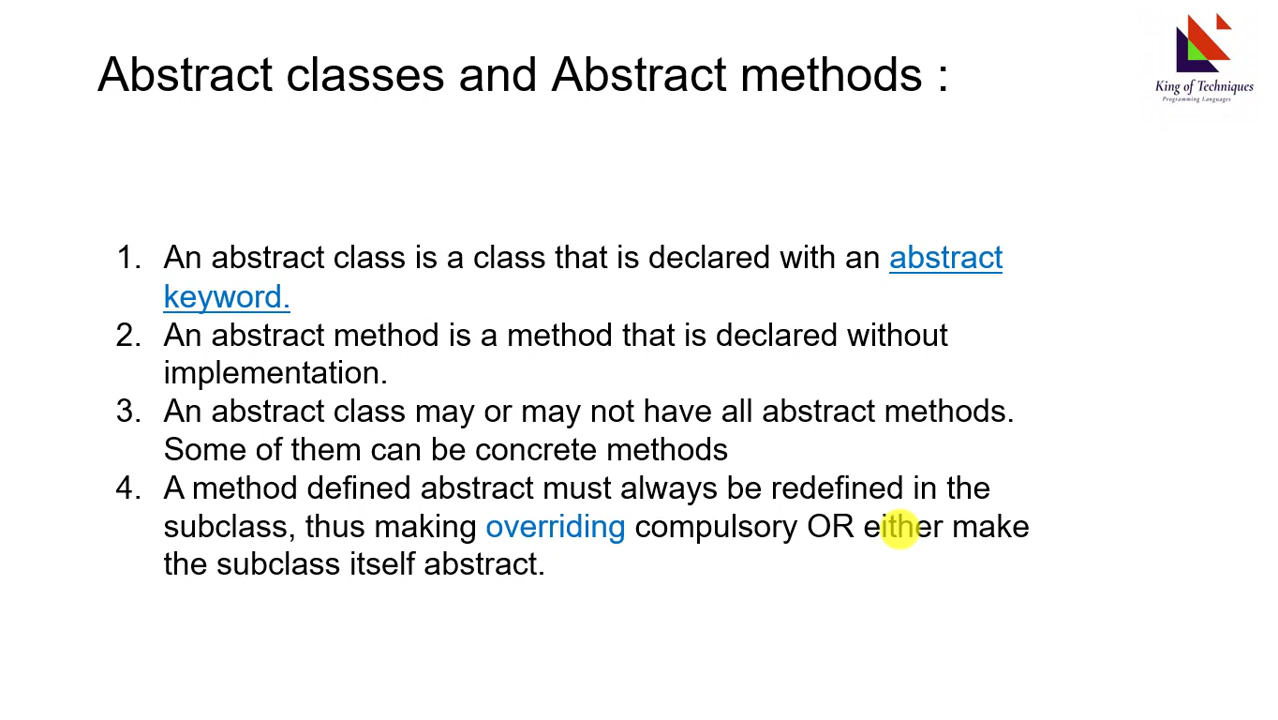 Abstract classes and Abstract methods :
King of Techniques
Programming Languages
1. An abstract class is a class that is declared with an abstract
keyword.
2. An abstract method is a method that is declared without
implementation.
3. An abstract class may or may not have all abstract methods.
Some of them can be concrete methods
4. A method defined abstract must always be redefined in the
subclass, thus making overriding compulsory OR either make
the subclass itself abstract.